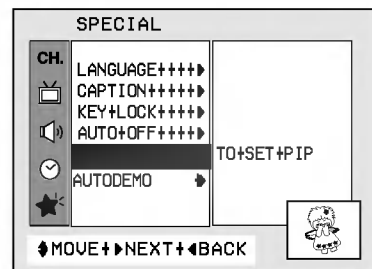 SPECIAL
CH.
LANGUAGE++++▶
CAPTION+++++▶
KEY+LOCK++++▶
AUTO+OFF++++▶
TO+SET+PIP
AUTODEMO
MOVE+▶NEXT+◀BACK